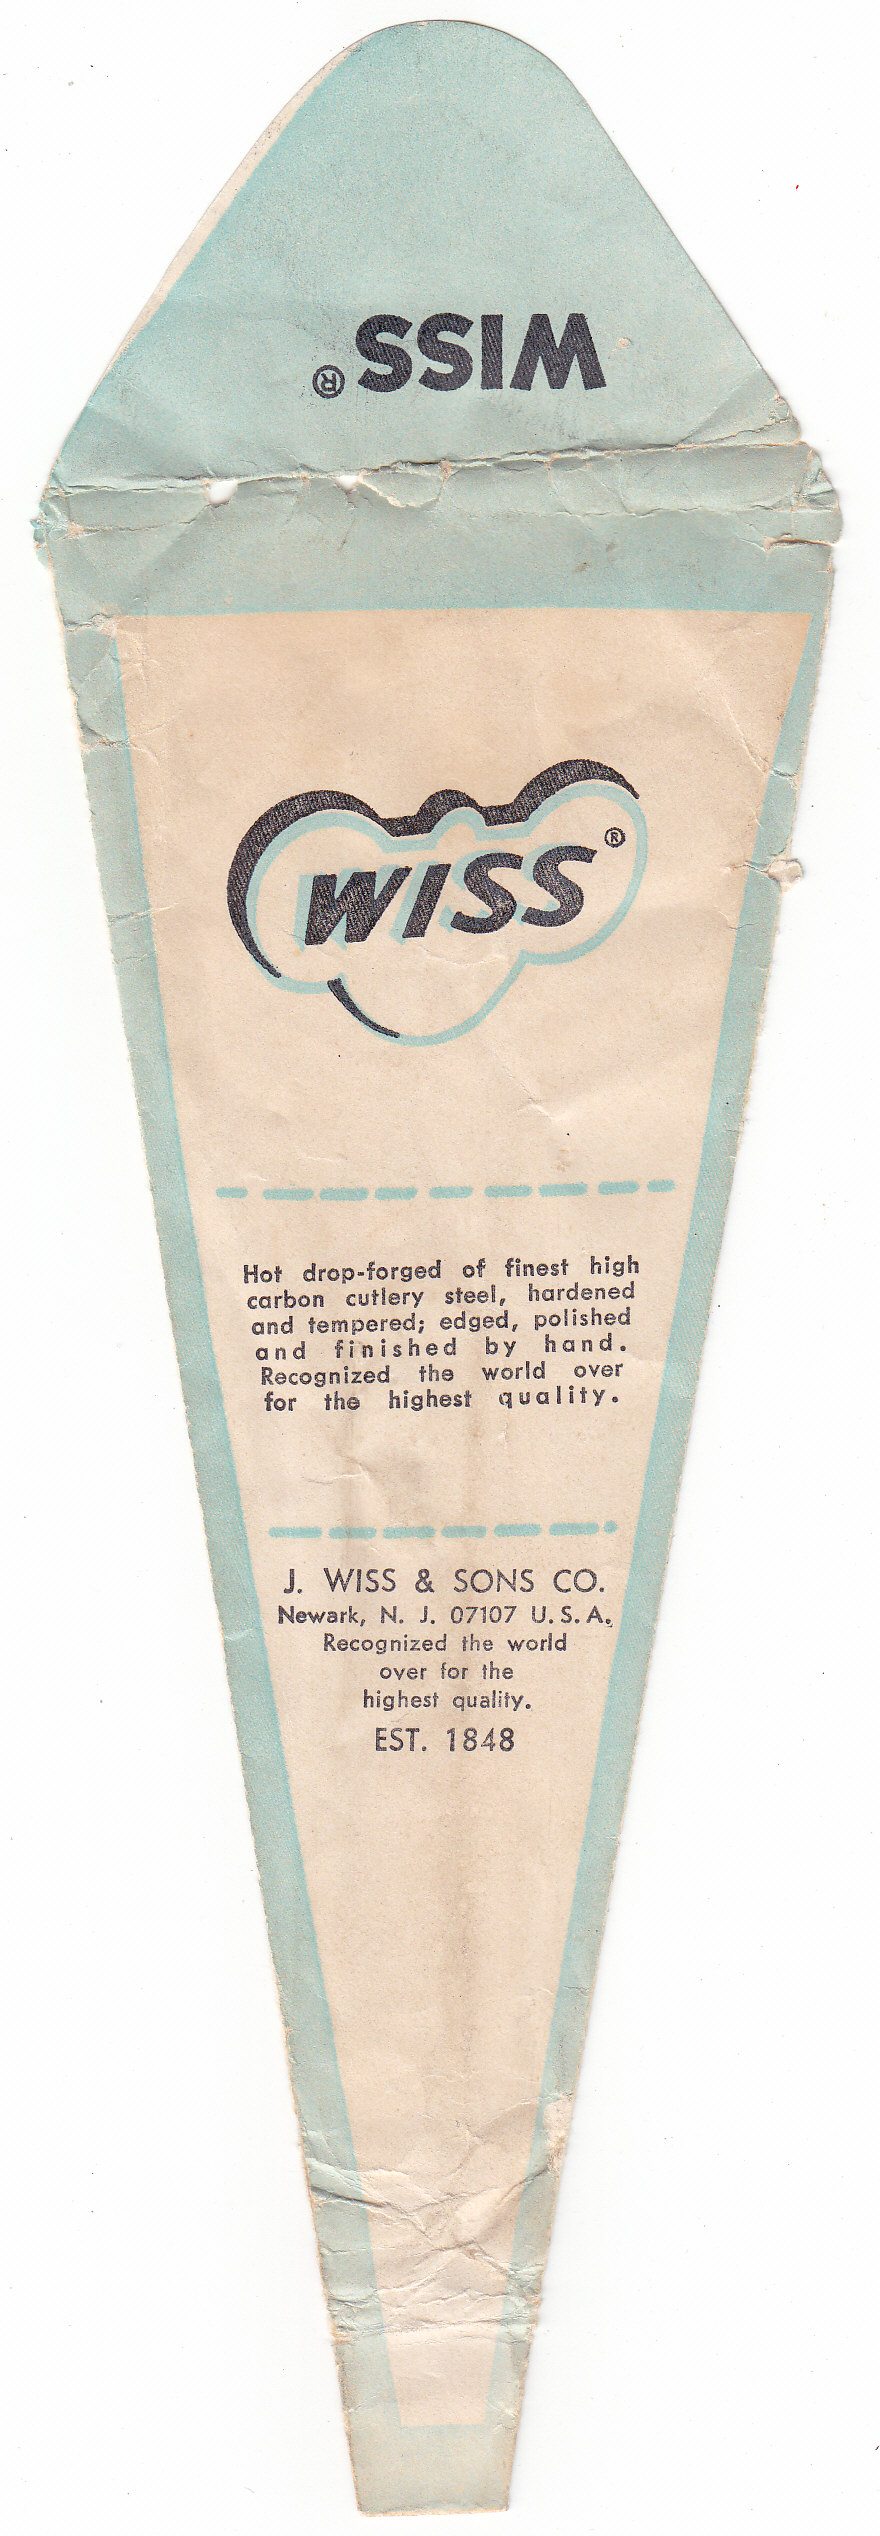 WISS®
WISS®
Hot drop-forged of finest high
carbon cutlery steel, hardened
and tempered; edged, polished
and finished by hand.
Recognized the world over
for the highest quality.
J. WISS & SONS CO.
Newark, N. J. 07107 U.S.A.
Recognized the world
over for the
highest quality.
EST. 1848